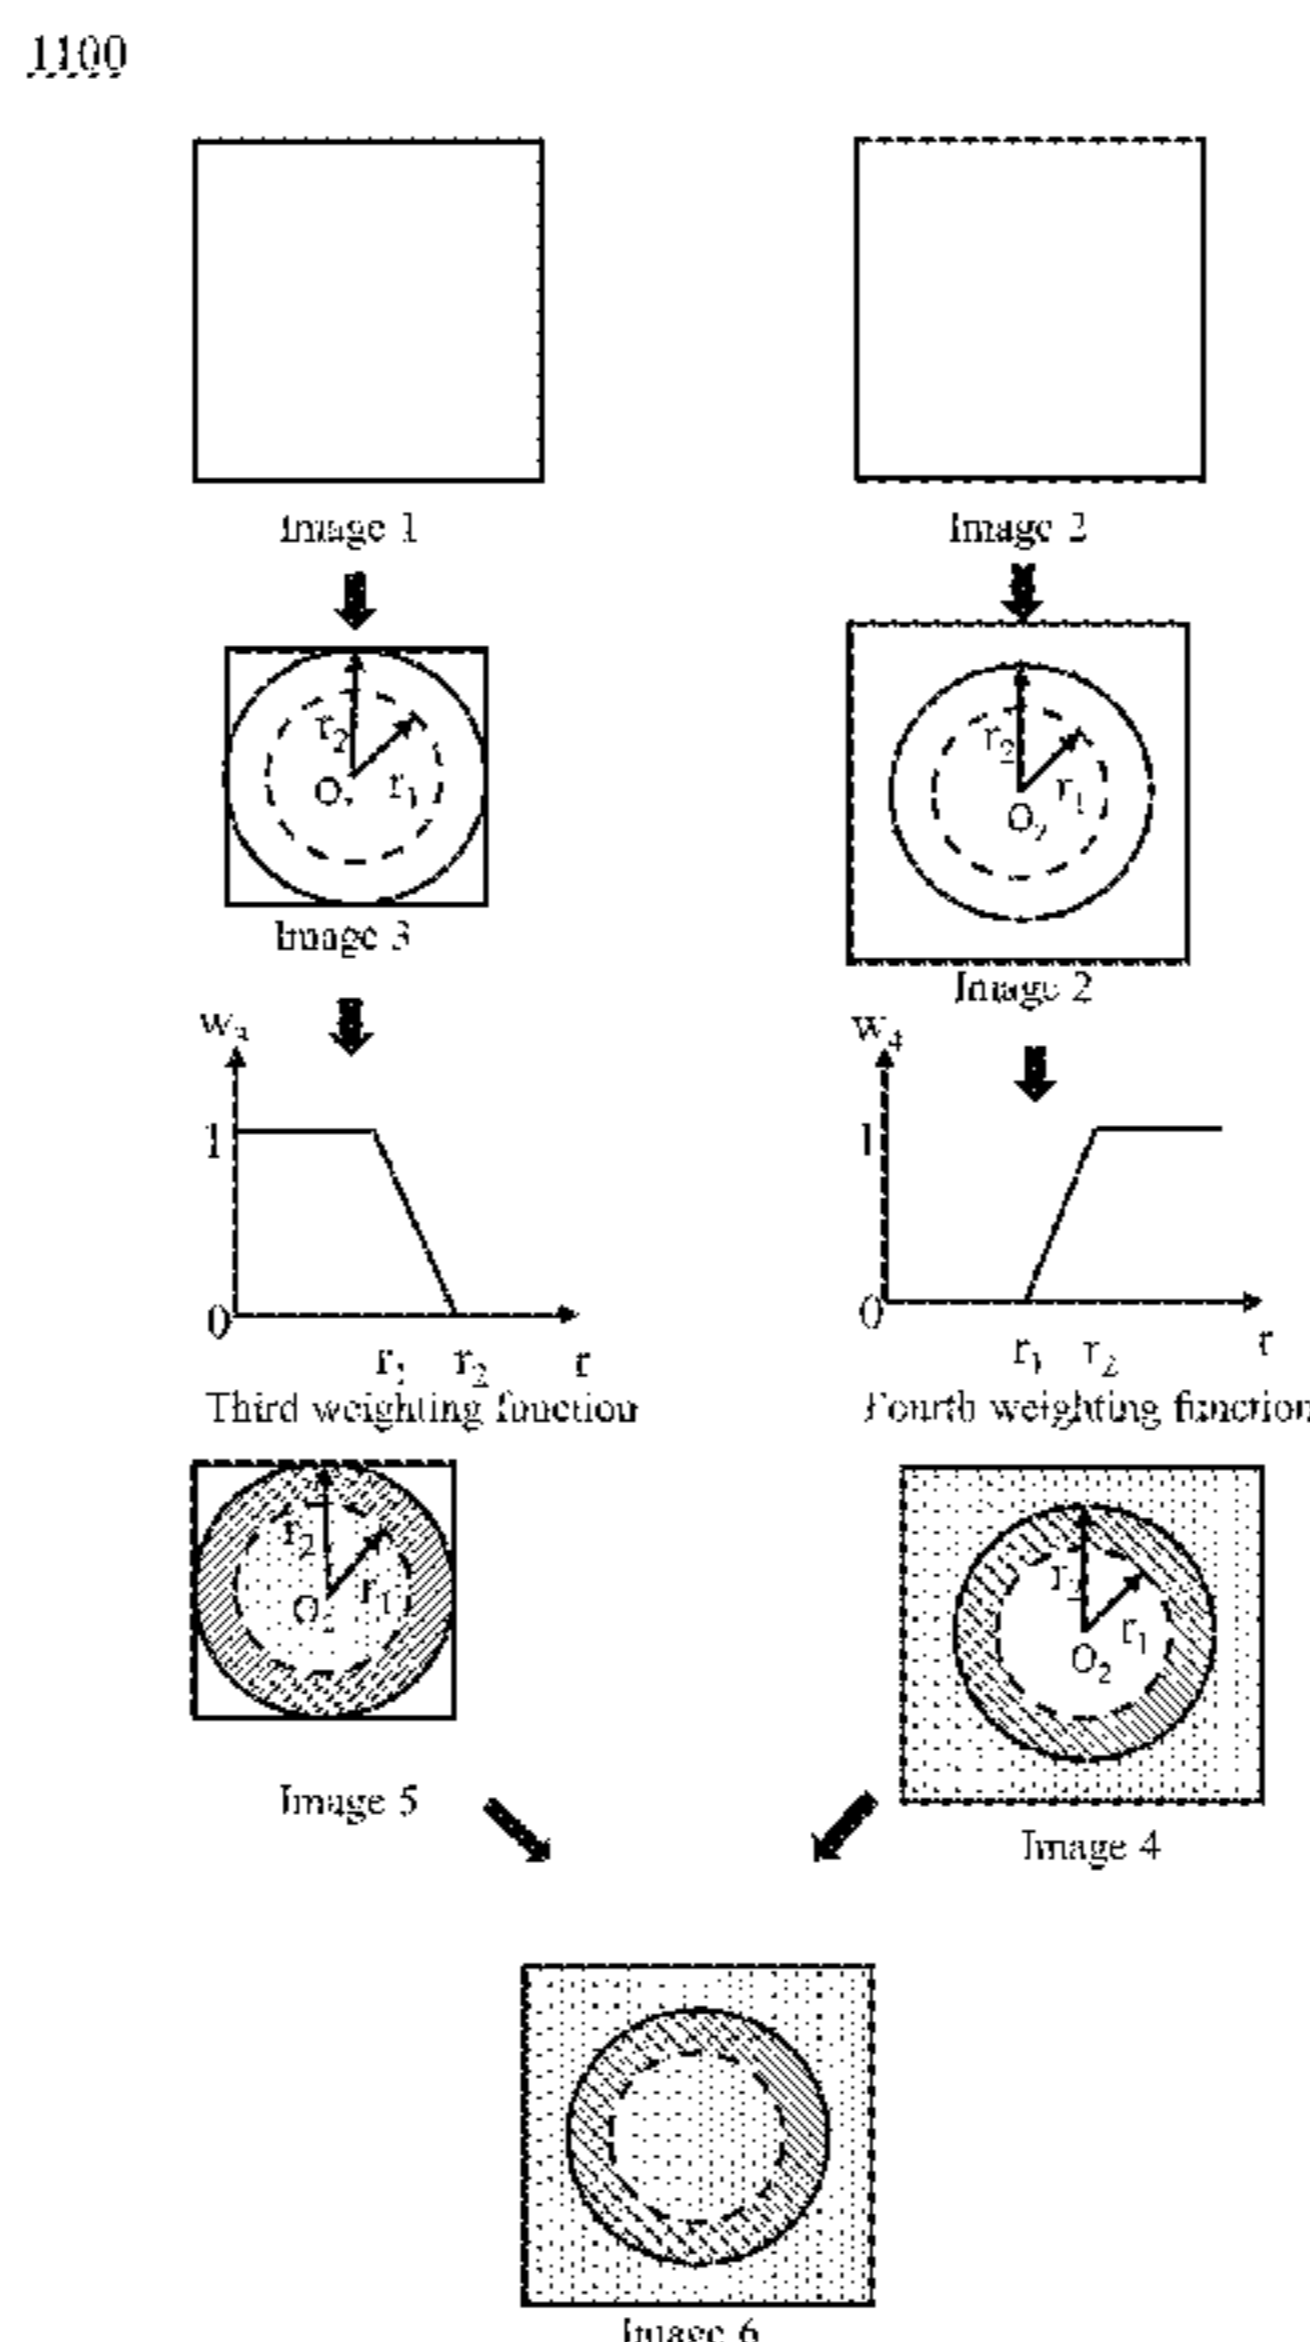 1100
Image 1 Image 2
r2 r1 O
r2 r1 O2
Image 3
Image 2
w3 w4
1 1
0 0
r1 r2 r r1 r2 r
Third weighting function Fourth weighting function
r2 r1 O
r r1 O2
Image 5
Image 4
Image 6